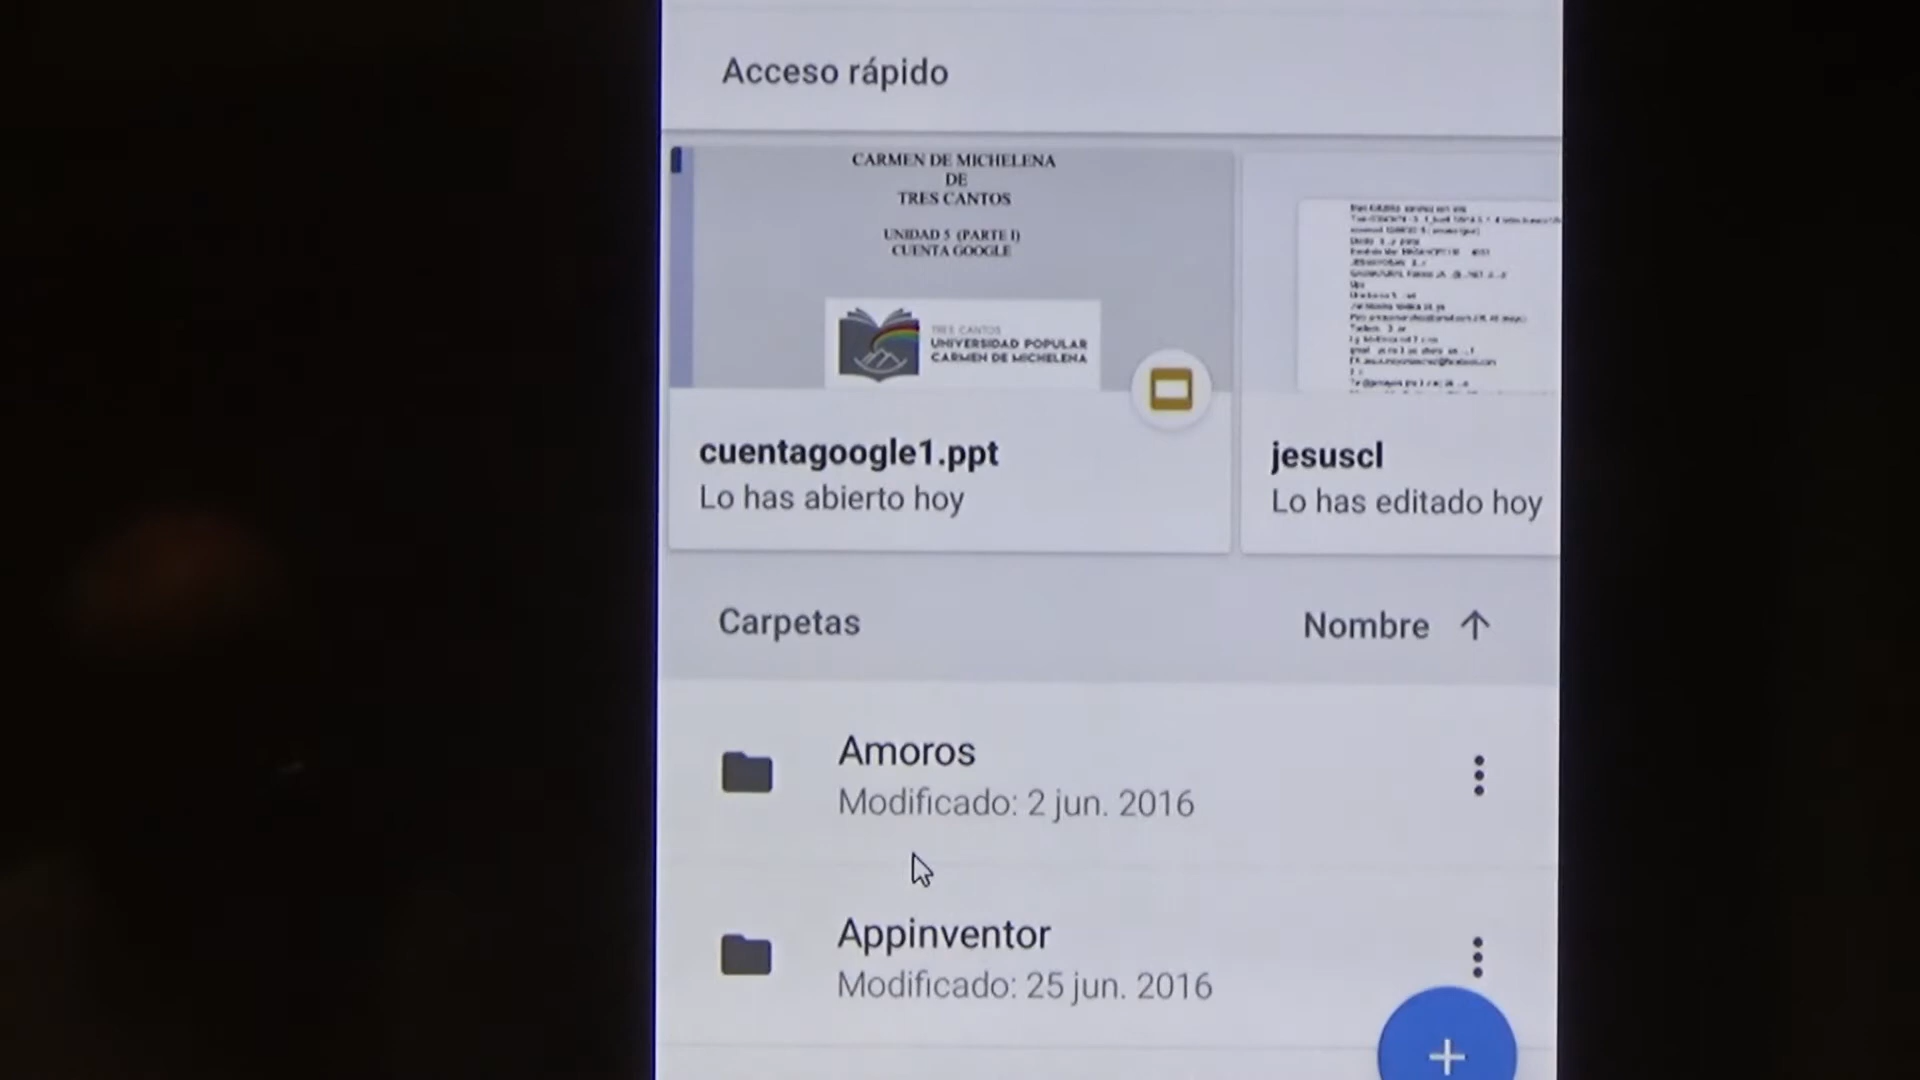 Acceso rápido
CARMEN DE MICHELENA
DE
TRES CANTOS
UNIDAD 5 (PARTE I)
CUENTA GOOGLE
TRES CANTOS
UNIVERSIDAD POPULAR
CARMEN DE MICHELENA
cuentagoogle1.ppt
Lo has abierto hoy
jesuscl
Lo has editado hoy
Carpetas
Nombre
Amoros
Modificado: 2 jun. 2016
Appinventor
Modificado: 25 jun. 2016